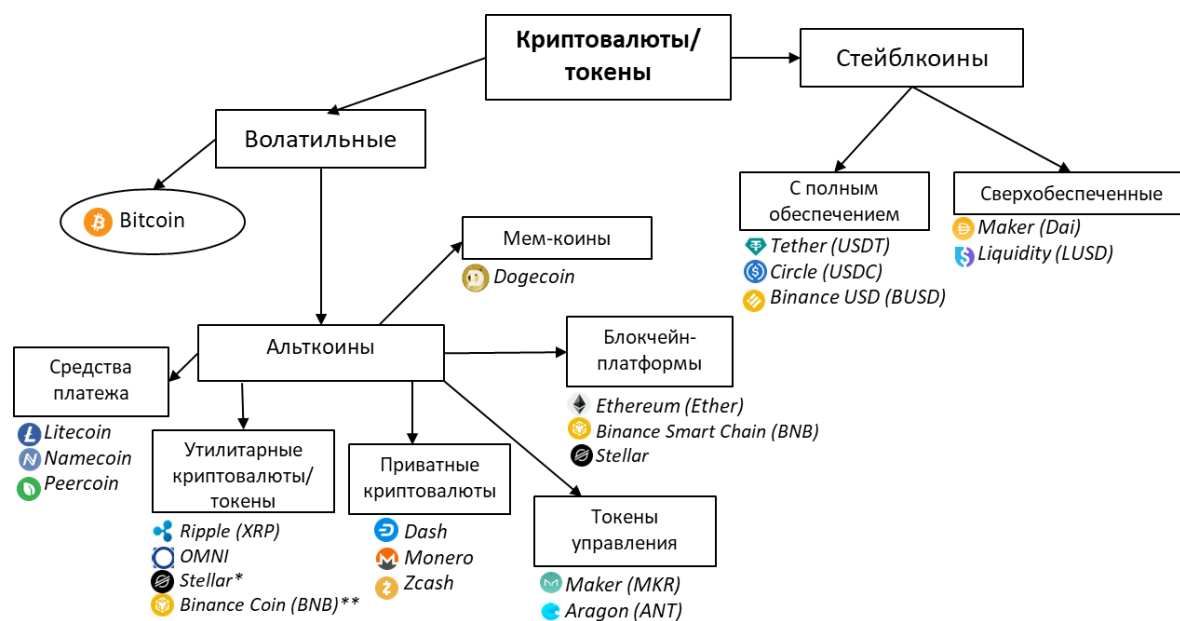 Криптовалюты/
токены
Стейблкоины
Волатильные
Bitcoin
С полным
обеспечением
Tether (USDT)
Circle (USDC)
Binance USD (BUSD)
Сверхобеспеченные
Maker (Dai)
Liquidity (LUSD)
Мем-коины
Dogecoin
Альткоины
Блокчейн-
платформы
Ethereum (Ether)
Binance Smart Chain (BNB)
Stellar
Средства
платежа
Litecoin
Namecoin
Peercoin
Утилитарные
криптовалюты/
токены
Ripple (XRP)
OMNI
Stellar*
Binance Coin (BNB)**
Приватные
криптовалюты
Dash
Monero
Zcash
Токены
управления
Maker (MKR)
Aragon (ANT)